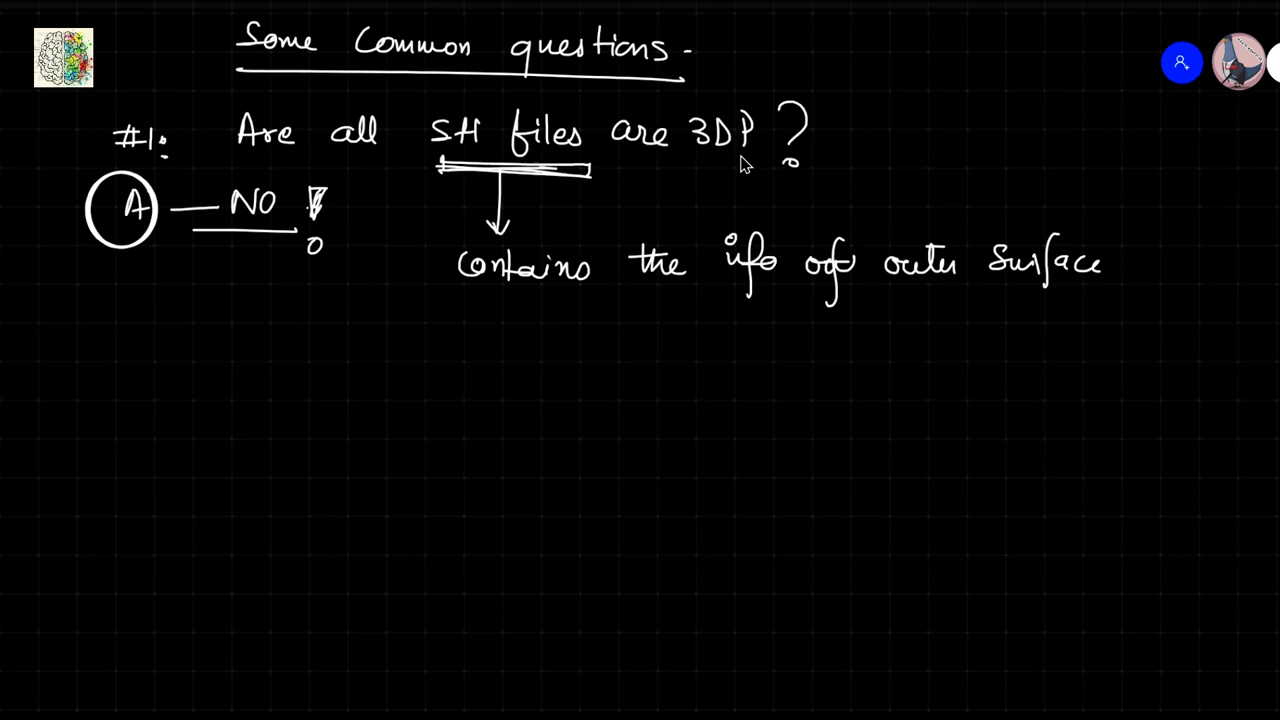 Some Common questions.
#1: Are all stl files are 3DP ?
A — NO !
contains the info of outer surface